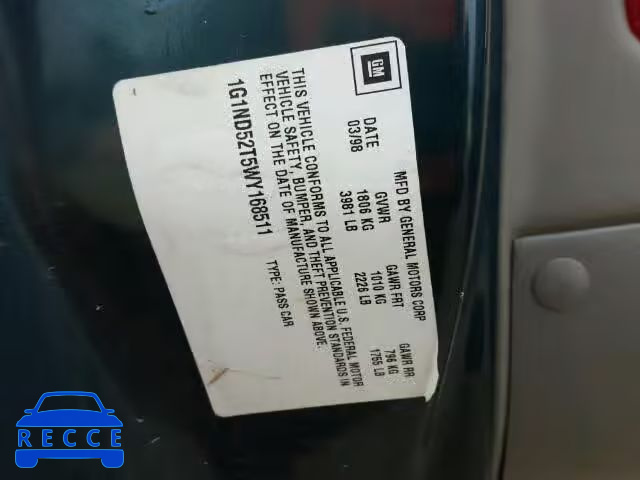 GM
MFD BY GENERAL MOTORS CORP
DATE GVWR GAWR FRT GAWR RR
03/98 1806 KG 1010 KG 796 KG
3981 LB 2226 LB 1755 LB
THIS VEHICLE CONFORMS TO ALL APPLICABLE U.S. FEDERAL MOTOR
VEHICLE SAFETY, BUMPER, AND THEFT PREVENTION STANDARDS IN
EFFECT ON THE DATE OF MANUFACTURE SHOWN ABOVE.
1G1ND52T5WY168511 TYPE: PASS CAR
RECCE